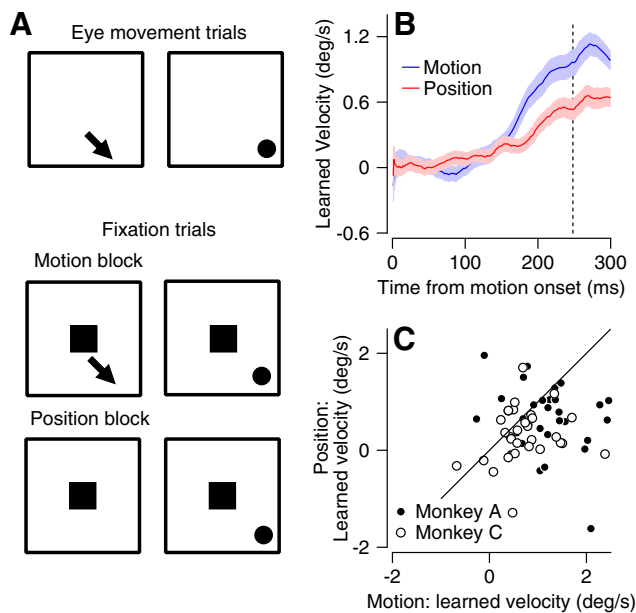 A
Eye movement trials
Fixation trials
Motion block
Position block
B
Learned Velocity (deg/s)
1.2
0.6
0
-0.6
Motion
Position
0
100
200
300
Time from motion onset (ms)
C
Position:
Learned velocity (deg/s)
2
0
-2
Monkey A
Monkey C
-2
0
2
Motion: learned velocity (deg/s)